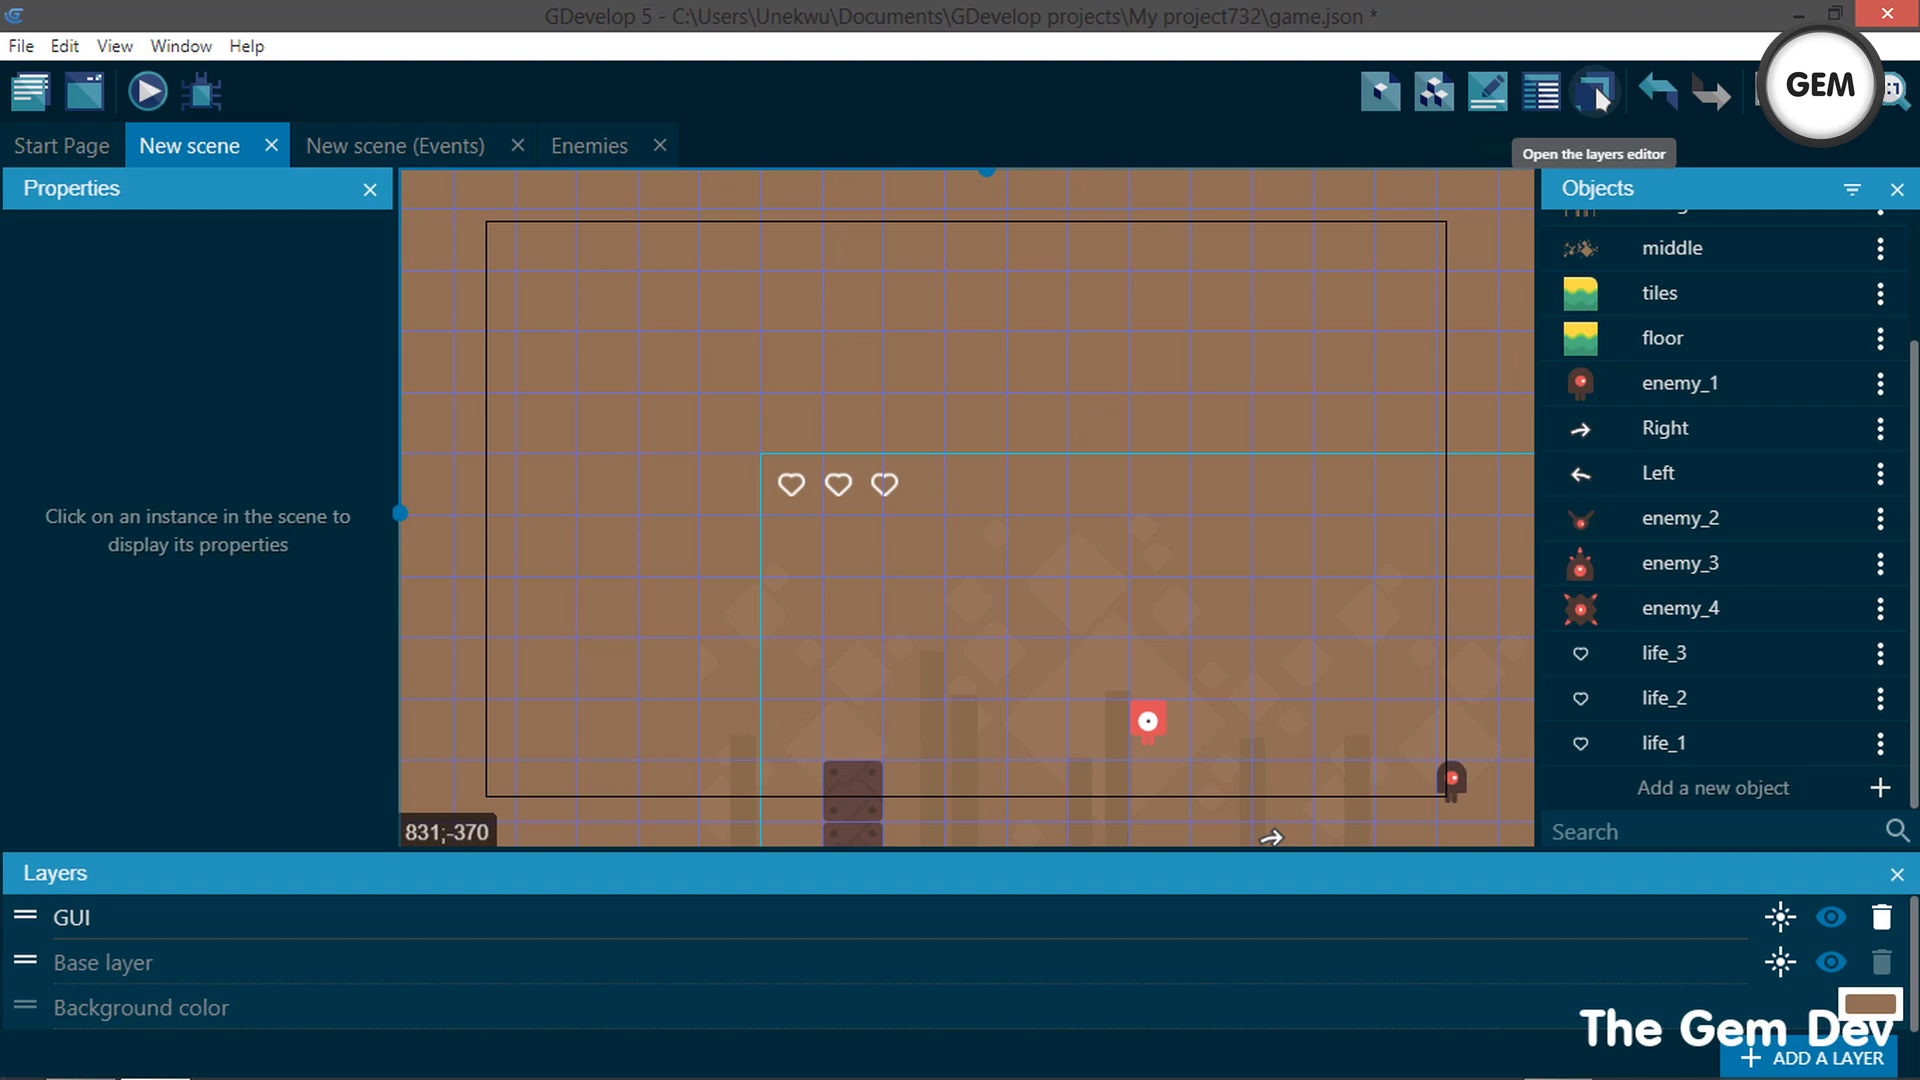 GDevelop 5 - C:\Users\Unekwu\Documents\GDevelop projects\My project732\game.json *
File Edit View Window Help
GEM
Start Page New scene New scene (Events) Enemies
Open the layers editor
Properties
Click on an instance in the scene to
display its properties
831;-370
Objects
middle
tiles
floor
enemy_1
Right
Left
enemy_2
enemy_3
enemy_4
life_3
life_2
life_1
Add a new object
Search
Layers
GUI
Base layer
Background color
The Gem Dev
ADD A LAYER